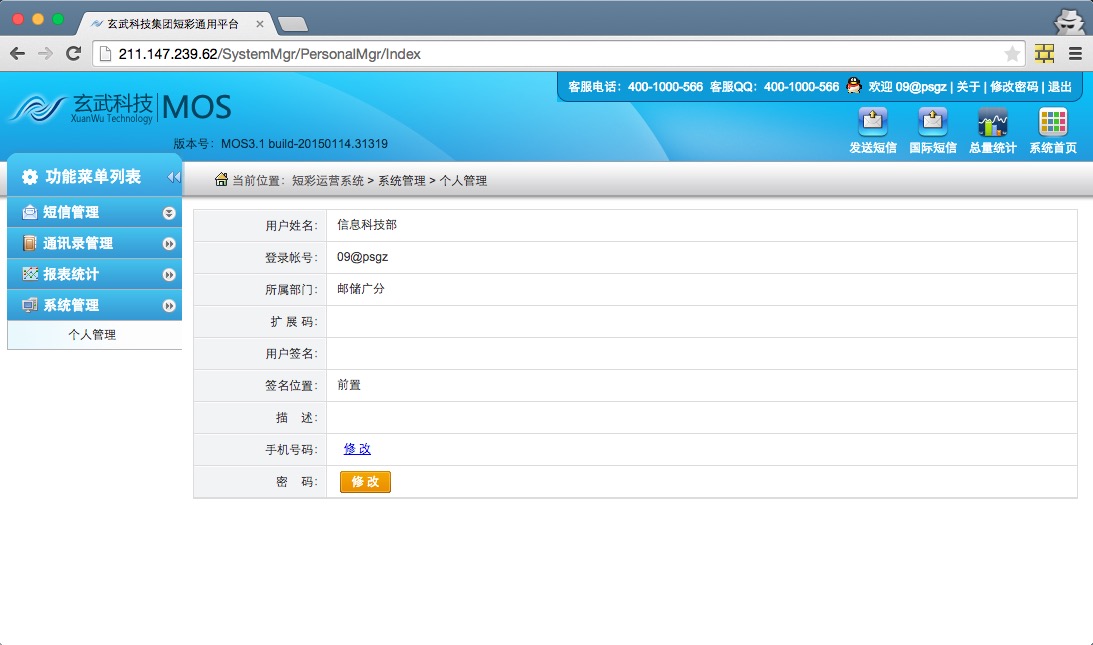 玄武科技集团短彩通用平台
211.147.239.62/SystemMgr/PersonalMgr/Index
客服电话：400-1000-566 客服QQ：400-1000-566 欢迎 09@psgz | 关于 | 修改密码 | 退出
玄武科技 MOS
XuanWu Technology
版本号：MOS3.1 build-20150114.31319
发送短信 国际短信 总量统计 系统首页
功能菜单列表
当前位置：短彩运营系统 > 系统管理 > 个人管理
短信管理
通讯录管理
报表统计
系统管理
个人管理
用户姓名： 信息科技部
登录帐号： 09@psgz
所属部门： 邮储广分
扩 展 码：
用户签名：
签名位置： 前置
描 述：
手机号码： 修 改
密 码： 修 改